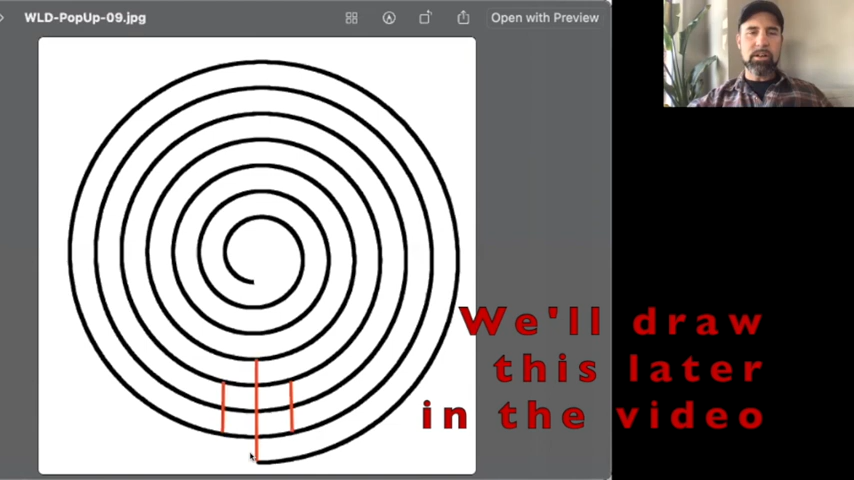 WLD-PopUp-09.jpg
Open with Preview
We'll draw
this later
in the video